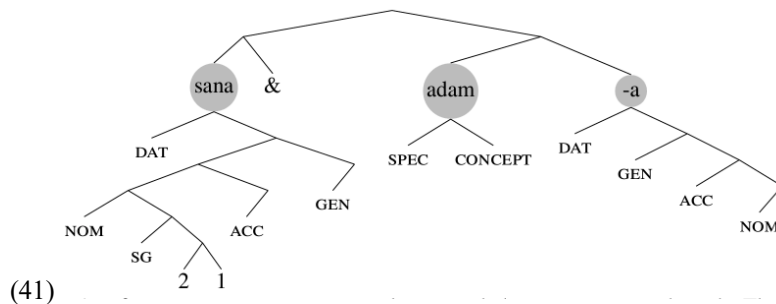 sana & adam -a
DAT SPEC CONCEPT DAT
GEN GEN
NOM ACC ACC
SG NOM
2 1
(41)